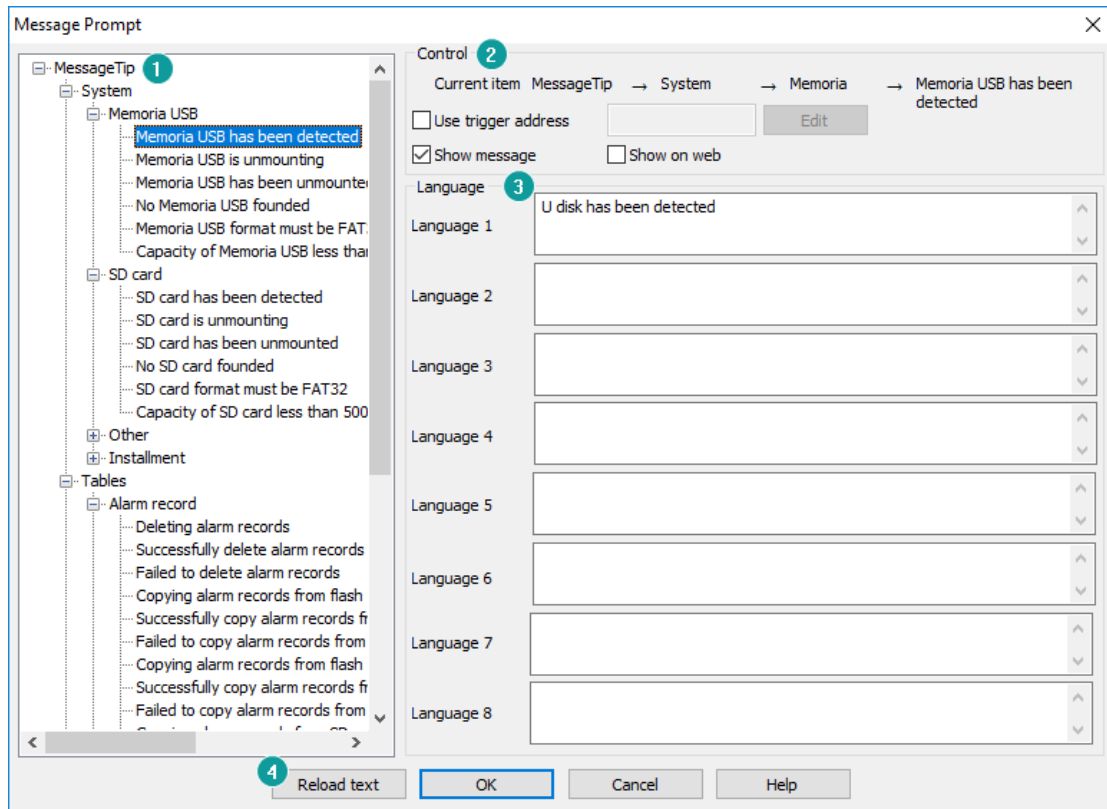 Message Prompt
MessageTip 1
System
Memoria USB
Memoria USB has been detected
Memoria USB is unmounting
Memoria USB has been unmounte
No Memoria USB founded
Memoria USB format must be FAT
Capacity of Memoria USB less tha
SD card
SD card has been detected
SD card is unmounting
SD card has been unmounted
No SD card founded
SD card format must be FAT32
Capacity of SD card less than 500
Other
Installment
Tables
Alarm record
Deleting alarm records
Successfully delete alarm records
Failed to delete alarm records
Copying alarm records from flash
Successfully copy alarm records fr
Failed to copy alarm records from
Copying alarm records from flash
Successfully copy alarm records fr
Failed to copy alarm records from
Control 2
Current item MessageTip → System → Memoria → Memoria USB has been
detected
Use trigger address Edit
Show message Show on web
Language 3
Language 1 U disk has been detected
Language 2
Language 3
Language 4
Language 5
Language 6
Language 7
Language 8
4 Reload text OK Cancel Help